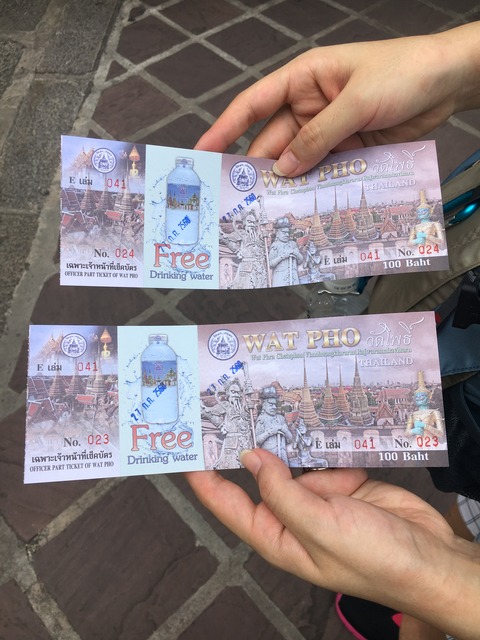 E เล่ม 041
No. 024
เฉพาะเจ้าหน้าที่เช็คบัตร
OFFICER PART TICKET OF WAT PHO
Free
Drinking water
WAT PHO วัดโพธิ์
THAILAND
E เล่ม 041 No. 024
100 Baht
E เล่ม 041
No. 023
เฉพาะเจ้าหน้าที่เช็คบัตร
OFFICER PART TICKET OF WAT PHO
27 ก.ค. 2560
Free
Drinking water
WAT PHO วัดโพธิ์
THAILAND
E เล่ม 041 No. 023
100 Baht